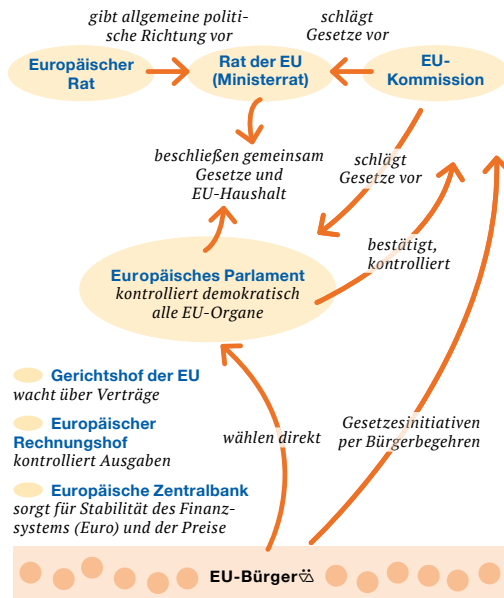 gibt allgemeine politi-
sche Richtung vor
schlägt
Gesetze vor
Europäischer
Rat
Rat der EU
(Ministerrat)
EU-
Kommission
beschließen gemeinsam
Gesetze und
EU-Haushalt
schlägt
Gesetze vor
bestätigt,
kontrolliert
Europäisches Parlament
kontrolliert demokratisch
alle EU-Organe
Gerichtshof der EU
wacht über Verträge
Europäischer
Rechnungshof
kontrolliert Ausgaben
Europäische Zentralbank
sorgt für Stabilität des Finanz-
systems (Euro) und der Preise
wählen direkt
Gesetzesinitiativen
per Bürgerbegehren
EU-Bürger